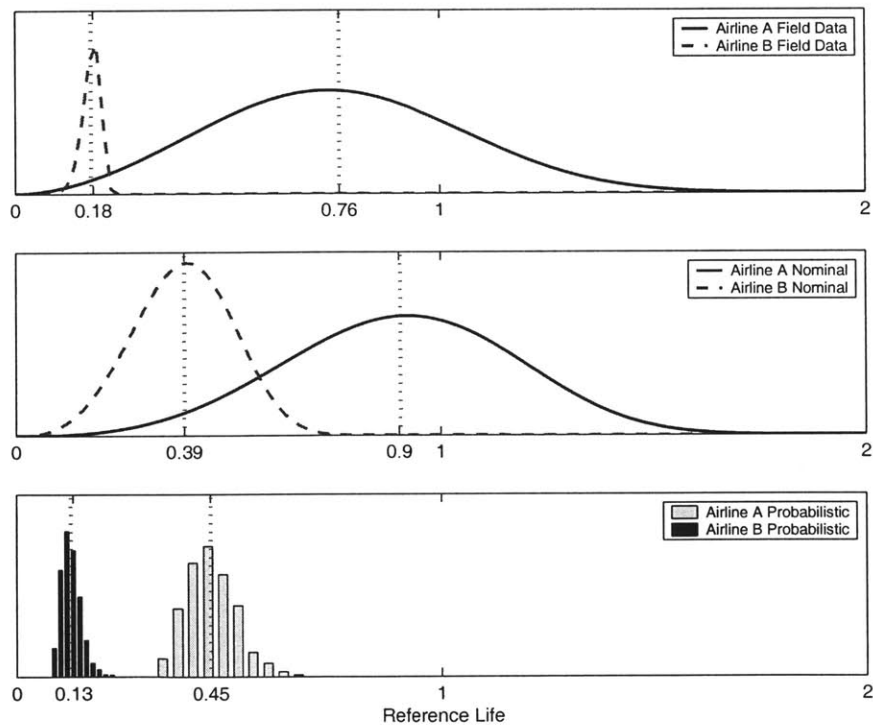 Airline A Field Data
Airline B Field Data
0 0.18 0.76 1 2
Airline A Nominal
Airline B Nominal
0 0.39 0.9 1 2
Airline A Probabilistic
Airline B Probabilistic
0 0.13 0.45 1 2
Reference Life